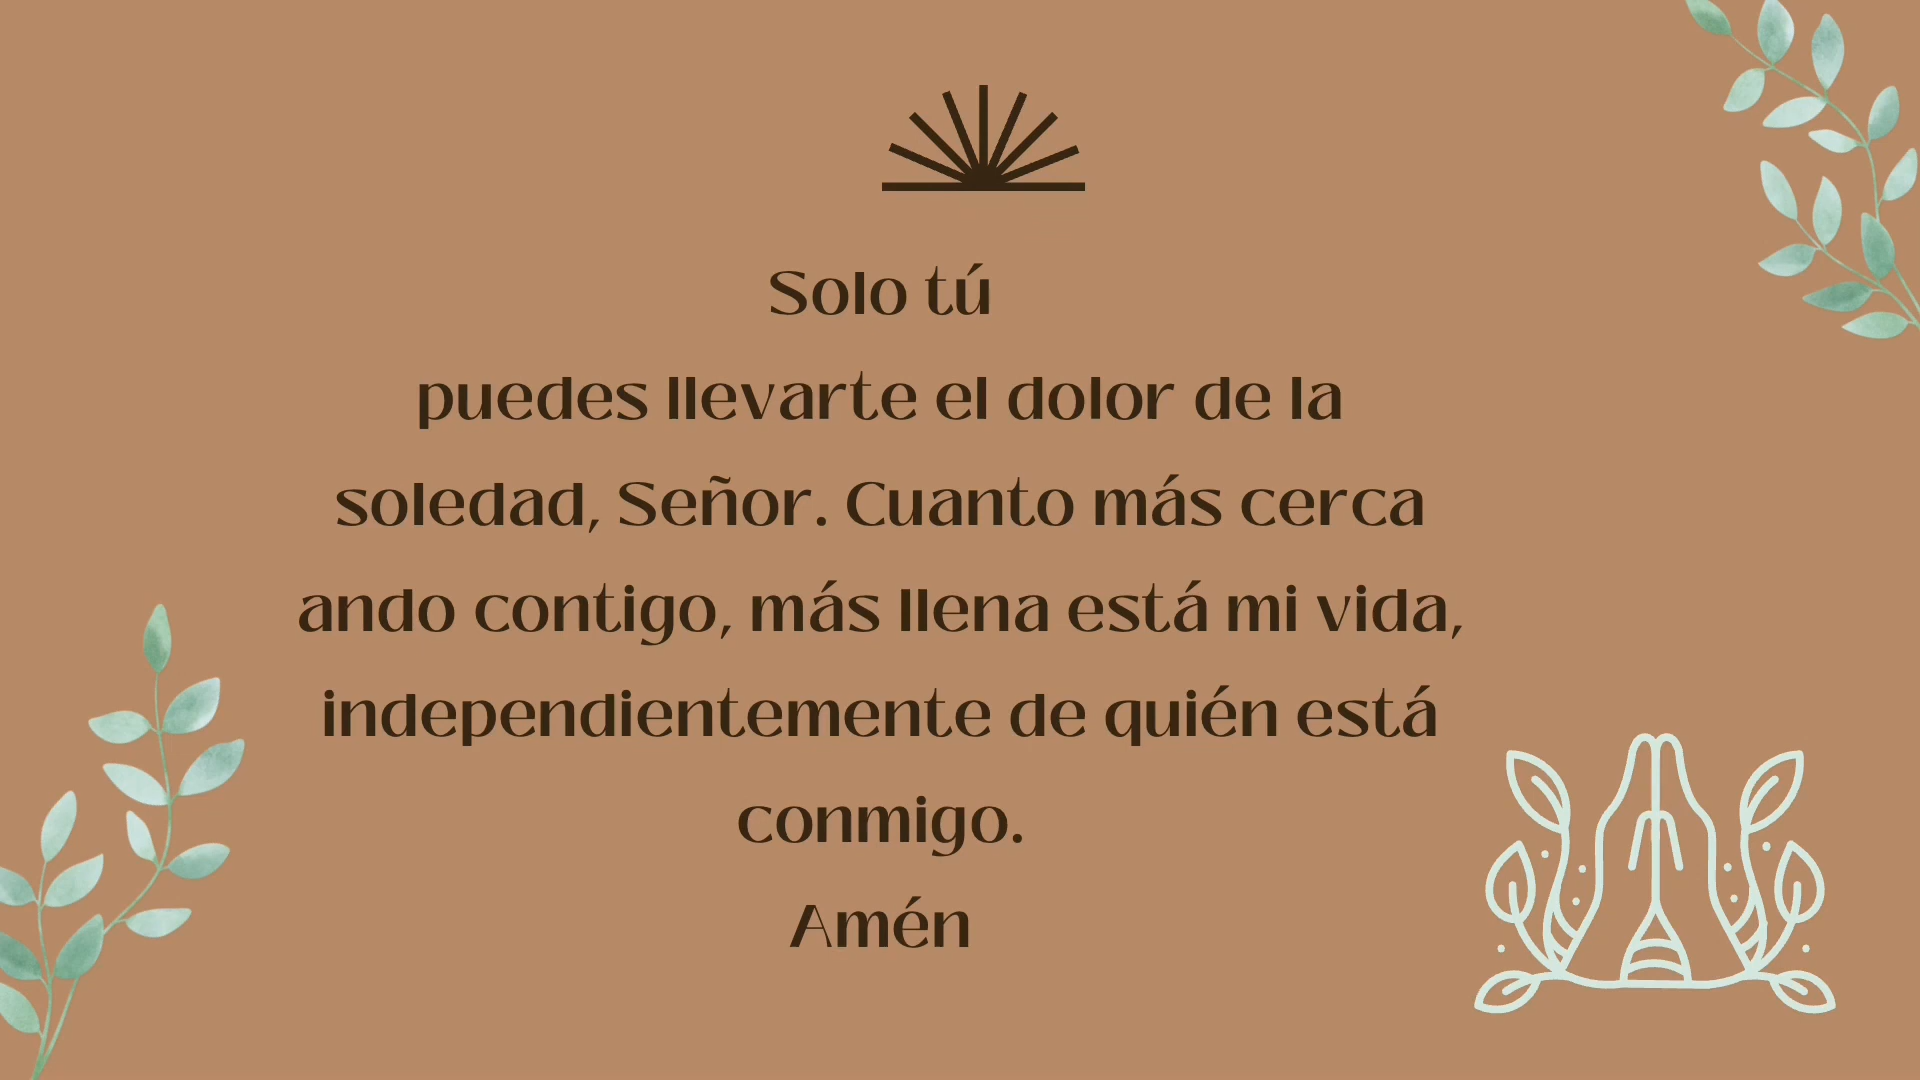 Solo tú
puedes llevarte el dolor de la
soledad, Señor. Cuanto más cerca
ando contigo, más llena está mi vida,
independientemente de quién está
conmigo.
Amén